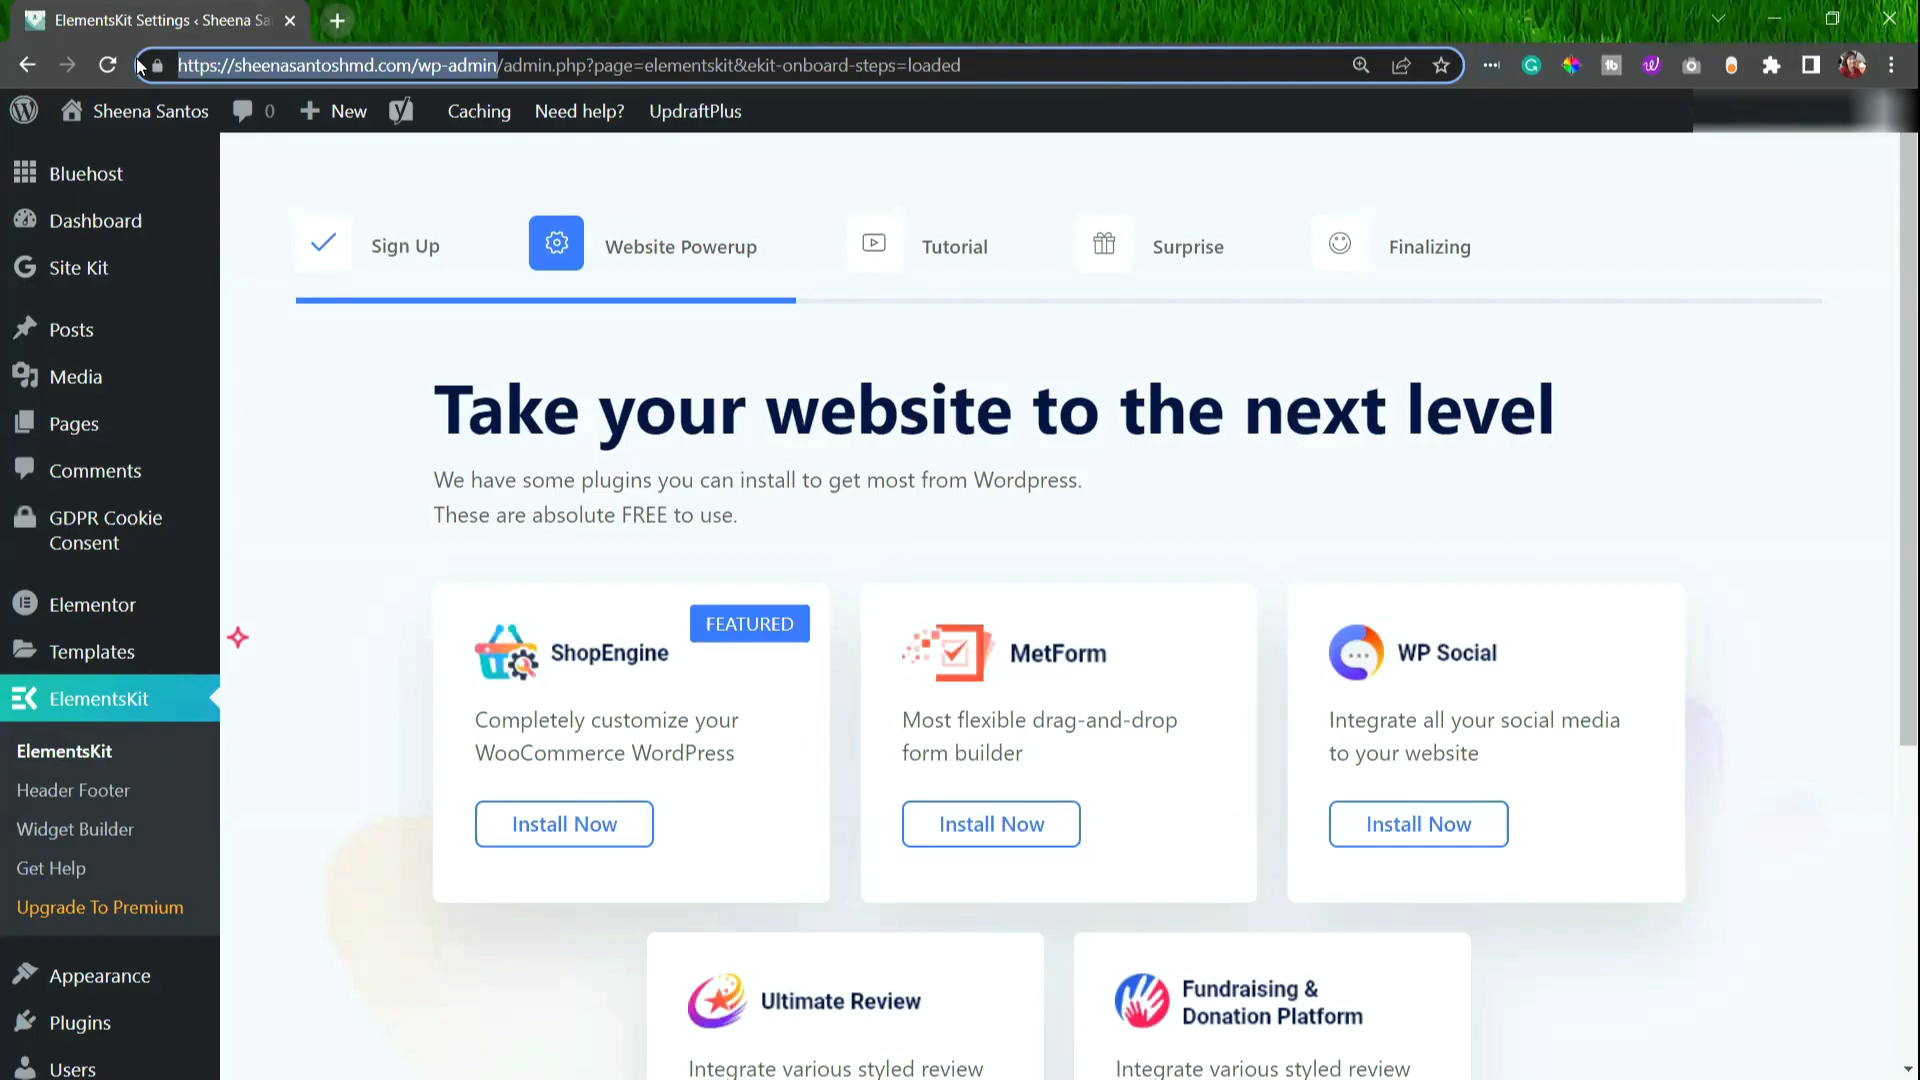 ElementsKit Settings ‹ Sheena Sa
https://sheenasantoshmd.com/wp-admin/admin.php?page=elementskit&ekit-onboard-steps=loaded
Sheena Santos 0 New Caching Need help? UpdraftPlus
Bluehost
Dashboard
Site Kit
Posts
Media
Pages
Comments
GDPR Cookie
Consent
Elementor
Templates
ElementsKit
ElementsKit
Header Footer
Widget Builder
Get Help
Upgrade To Premium
Appearance
Plugins
Users
Sign Up
Website Powerup
Tutorial
Surprise
Finalizing
Take your website to the next level
We have some plugins you can install to get most from Wordpress.
These are absolute FREE to use.
FEATURED
ShopEngine
Completely customize your
WooCommerce WordPress
Install Now
MetForm
Most flexible drag-and-drop
form builder
Install Now
WP Social
Integrate all your social media
to your website
Install Now
Ultimate Review
Integrate various styled review
Fundraising &
Donation Platform
Integrate various styled review